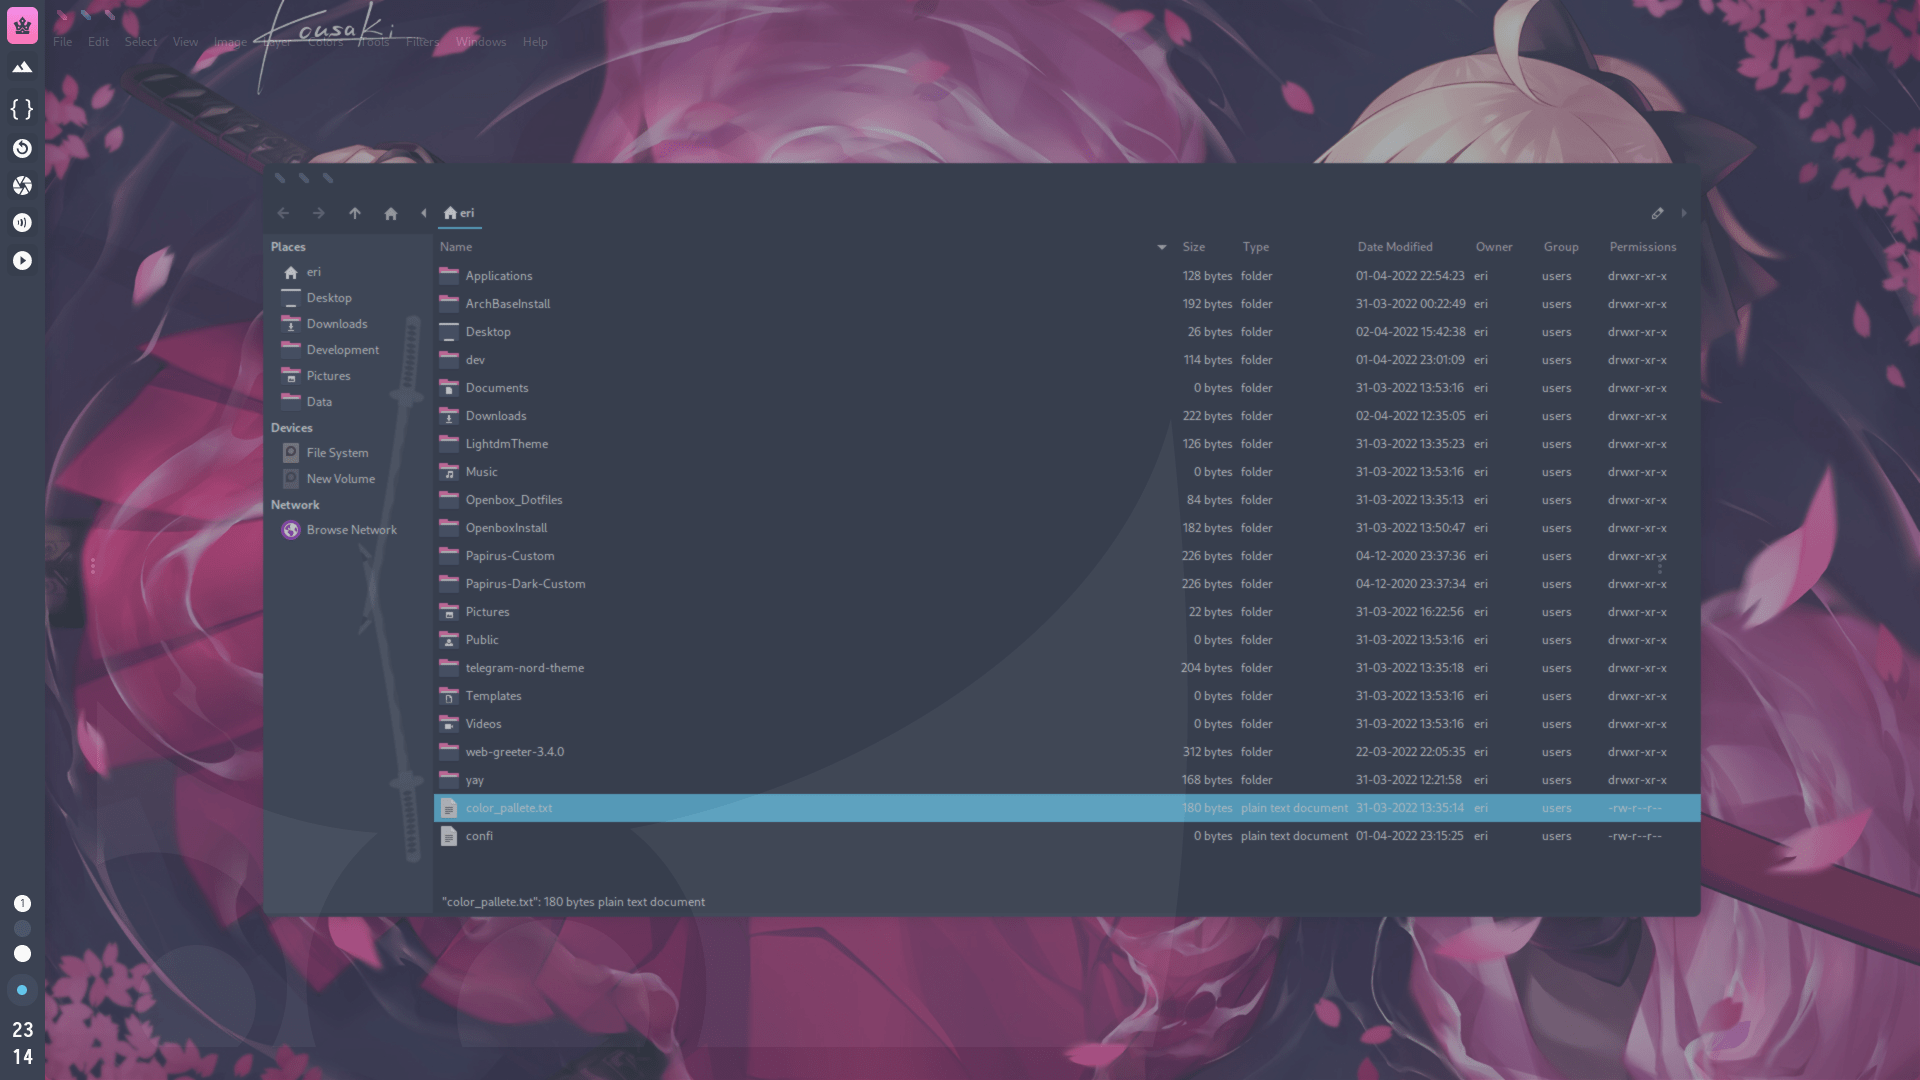 Kousaki
File Edit Select View Image Layer Colors Tools Filters Windows Help
eri
Places
eri
Desktop
Downloads
Development
Pictures
Data
Devices
File System
New Volume
Network
Browse Network
Name Size Type Date Modified Owner Group Permissions
Applications 128 bytes folder 01-04-2022 22:54:23 eri users drwxr-xr-x
ArchBaseInstall 192 bytes folder 31-03-2022 00:22:49 eri users drwxr-xr-x
Desktop 26 bytes folder 02-04-2022 15:42:38 eri users drwxr-xr-x
dev 114 bytes folder 01-04-2022 23:01:09 eri users drwxr-xr-x
Documents 0 bytes folder 31-03-2022 13:53:16 eri users drwxr-xr-x
Downloads 222 bytes folder 02-04-2022 12:35:05 eri users drwxr-xr-x
LightdmTheme 126 bytes folder 31-03-2022 13:35:23 eri users drwxr-xr-x
Music 0 bytes folder 31-03-2022 13:53:16 eri users drwxr-xr-x
Openbox_Dotfiles 84 bytes folder 31-03-2022 13:35:13 eri users drwxr-xr-x
OpenboxInstall 182 bytes folder 31-03-2022 13:50:47 eri users drwxr-xr-x
Papirus-Custom 226 bytes folder 04-12-2020 23:37:36 eri users drwxr-xr-x
Papirus-Dark-Custom 226 bytes folder 04-12-2020 23:37:34 eri users drwxr-xr-x
Pictures 22 bytes folder 31-03-2022 16:22:56 eri users drwxr-xr-x
Public 0 bytes folder 31-03-2022 13:53:16 eri users drwxr-xr-x
telegram-nord-theme 204 bytes folder 31-03-2022 13:35:18 eri users drwxr-xr-x
Templates 0 bytes folder 31-03-2022 13:53:16 eri users drwxr-xr-x
Videos 0 bytes folder 31-03-2022 13:53:16 eri users drwxr-xr-x
web-greeter-3.4.0 312 bytes folder 22-03-2022 22:05:35 eri users drwxr-xr-x
yay 168 bytes folder 31-03-2022 12:21:58 eri users drwxr-xr-x
color_pallete.txt 180 bytes plain text document 31-03-2022 13:35:14 eri users -rw-r--r--
confi 0 bytes plain text document 01-04-2022 23:15:25 eri users -rw-r--r--
"color_pallete.txt": 180 bytes plain text document
1
23
14